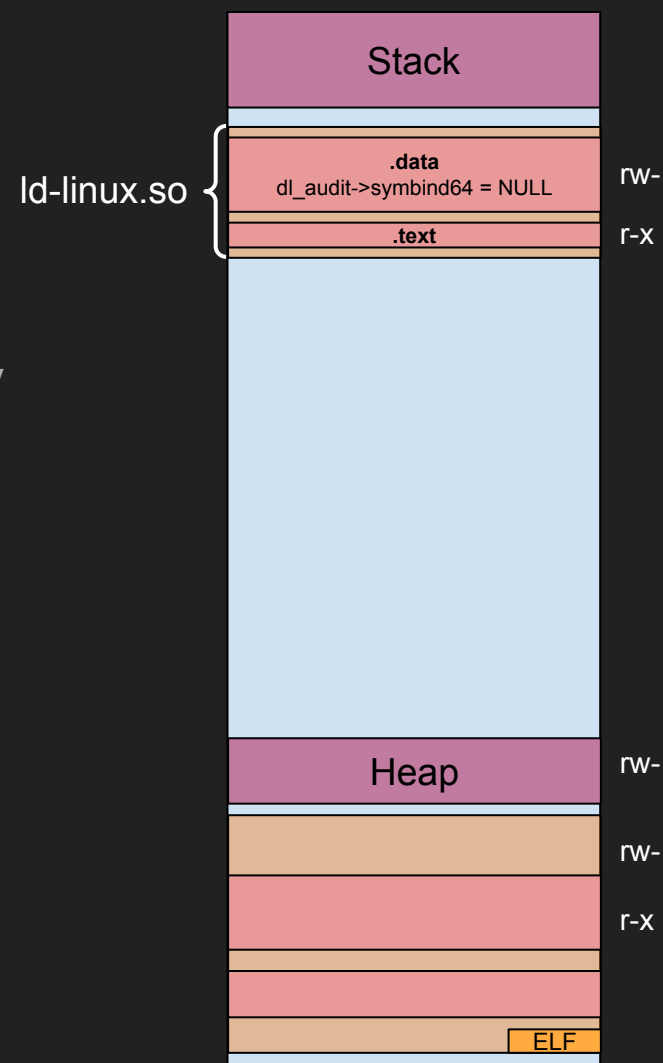 Stack
ld-linux.so
.data
dl_audit->symbind64 = NULL
rw-
.text
r-x
Heap
rw-
rw-
r-x
ELF